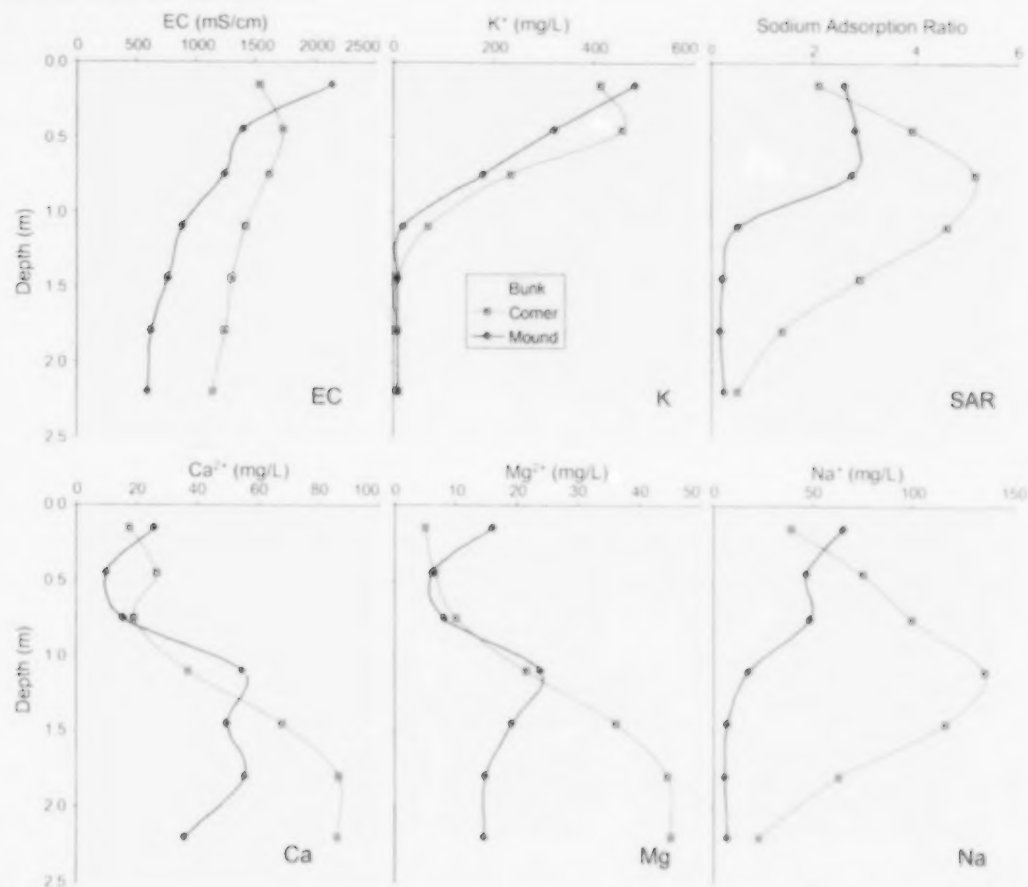 EC (mS/cm)
0 500 1000 1500 2000 2500
K⁺ (mg/L)
0 200 400 600
Sodium Adsorption Ratio
0 2 4 6
0.0
0.5
1.0
1.5
2.0
2.5
Depth (m)
Bunk
Corner
Mound
EC
K
SAR
Ca²⁺ (mg/L)
0 20 40 60 80 100
Mg²⁺ (mg/L)
0 10 20 30 40 50
Na⁺ (mg/L)
0 50 100 150
0.0
0.5
1.0
1.5
2.0
2.5
Depth (m)
Ca
Mg
Na